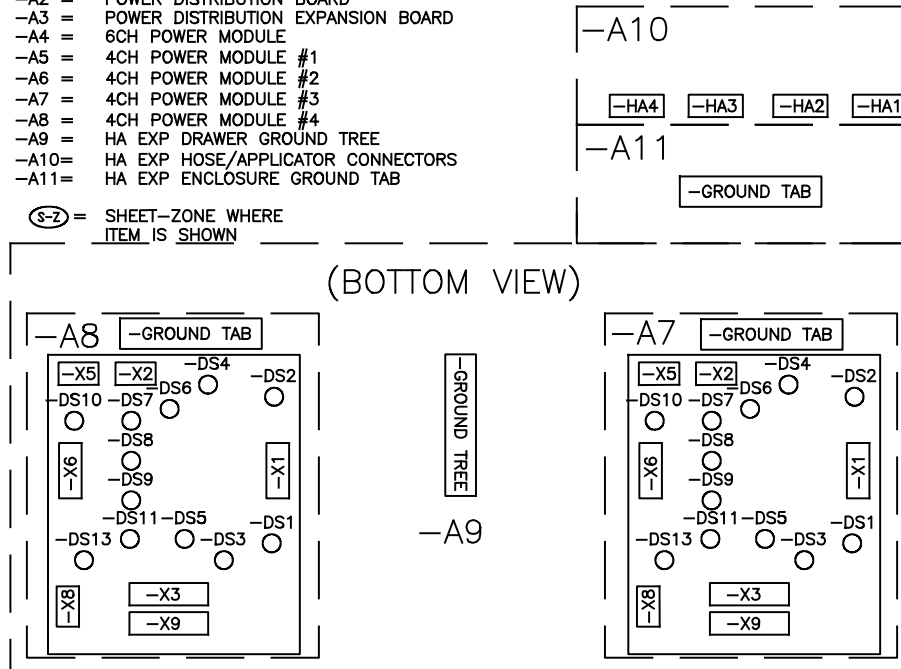 -A2 = POWER DISTRIBUTION BOARD
-A3 = POWER DISTRIBUTION EXPANSION BOARD
-A4 = 6CH POWER MODULE
-A5 = 4CH POWER MODULE #1
-A6 = 4CH POWER MODULE #2
-A7 = 4CH POWER MODULE #3
-A8 = 4CH POWER MODULE #4
-A9 = HA EXP DRAWER GROUND TREE
-A10= HA EXP HOSE/APPLICATOR CONNECTORS
-A11= HA EXP ENCLOSURE GROUND TAB
S-Z = SHEET-ZONE WHERE
ITEM IS SHOWN
-A10
-HA4 -HA3 -HA2 -HA1
-A11
-GROUND TAB
(BOTTOM VIEW)
-A8 -GROUND TAB
-DS4
-X5 -X2 -DS6 -DS2
-DS10 -DS7
-DS8
-X6 -X1
-DS9
-DS11 -DS5 -DS1
-DS13 -DS3
-X8 -X3
-X9
-GROUND TREE
-A9
-A7 -GROUND TAB
-DS4
-X5 -X2 -DS6 -DS2
-DS10 -DS7
-DS8
-X6 -X1
-DS9
-DS11 -DS5 -DS1
-DS13 -DS3
-X8 -X3
-X9